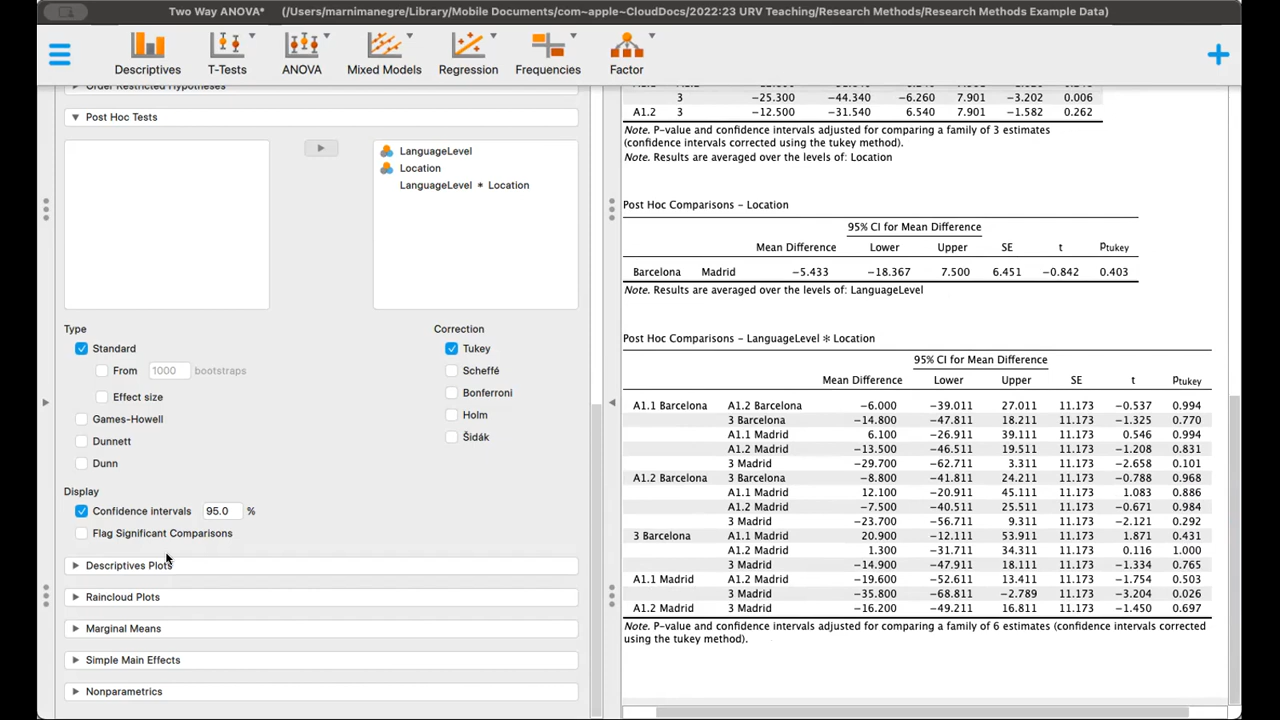 Two Way ANOVA* (/Users/marnimanegre/Library/Mobile Documents/com~apple~CloudDocs/2022:23 URV Teaching/Research Methods/Research Methods Example Data)
Descriptives T-Tests ANOVA Mixed Models Regression Frequencies Factor
Order Restricted Hypotheses
Post Hoc Tests
LanguageLevel
Location
LanguageLevel * Location
Type
Standard
From 1000 bootstraps
Effect size
Games-Howell
Dunnett
Dunn
Correction
Tukey
Scheffé
Bonferroni
Holm
Šidák
Display
Confidence intervals 95.0 %
Flag Significant Comparisons
Descriptives Plots
Raincloud Plots
Marginal Means
Simple Main Effects
Nonparametrics
3 −25.300 −44.340 −6.260 7.901 −3.202 0.006
A1.2 3 −12.500 −31.540 6.540 7.901 −1.582 0.262
Note. P-value and confidence intervals adjusted for comparing a family of 3 estimates
(confidence intervals corrected using the tukey method).
Note. Results are averaged over the levels of: Location
Post Hoc Comparisons - Location
95% CI for Mean Difference
Mean Difference Lower Upper SE t ptukey
Barcelona Madrid −5.433 −18.367 7.500 6.451 −0.842 0.403
Note. Results are averaged over the levels of: LanguageLevel
Post Hoc Comparisons - LanguageLevel ✻ Location
95% CI for Mean Difference
Mean Difference Lower Upper SE t ptukey
A1.1 Barcelona A1.2 Barcelona −6.000 −39.011 27.011 11.173 −0.537 0.994
3 Barcelona −14.800 −47.811 18.211 11.173 −1.325 0.770
A1.1 Madrid 6.100 −26.911 39.111 11.173 0.546 0.994
A1.2 Madrid −13.500 −46.511 19.511 11.173 −1.208 0.831
3 Madrid −29.700 −62.711 3.311 11.173 −2.658 0.101
A1.2 Barcelona 3 Barcelona −8.800 −41.811 24.211 11.173 −0.788 0.968
A1.1 Madrid 12.100 −20.911 45.111 11.173 1.083 0.886
A1.2 Madrid −7.500 −40.511 25.511 11.173 −0.671 0.984
3 Madrid −23.700 −56.711 9.311 11.173 −2.121 0.292
3 Barcelona A1.1 Madrid 20.900 −12.111 53.911 11.173 1.871 0.431
A1.2 Madrid 1.300 −31.711 34.311 11.173 0.116 1.000
3 Madrid −14.900 −47.911 18.111 11.173 −1.334 0.765
A1.1 Madrid A1.2 Madrid −19.600 −52.611 13.411 11.173 −1.754 0.503
3 Madrid −35.800 −68.811 −2.789 11.173 −3.204 0.026
A1.2 Madrid 3 Madrid −16.200 −49.211 16.811 11.173 −1.450 0.697
Note. P-value and confidence intervals adjusted for comparing a family of 6 estimates (confidence intervals corrected
using the tukey method).